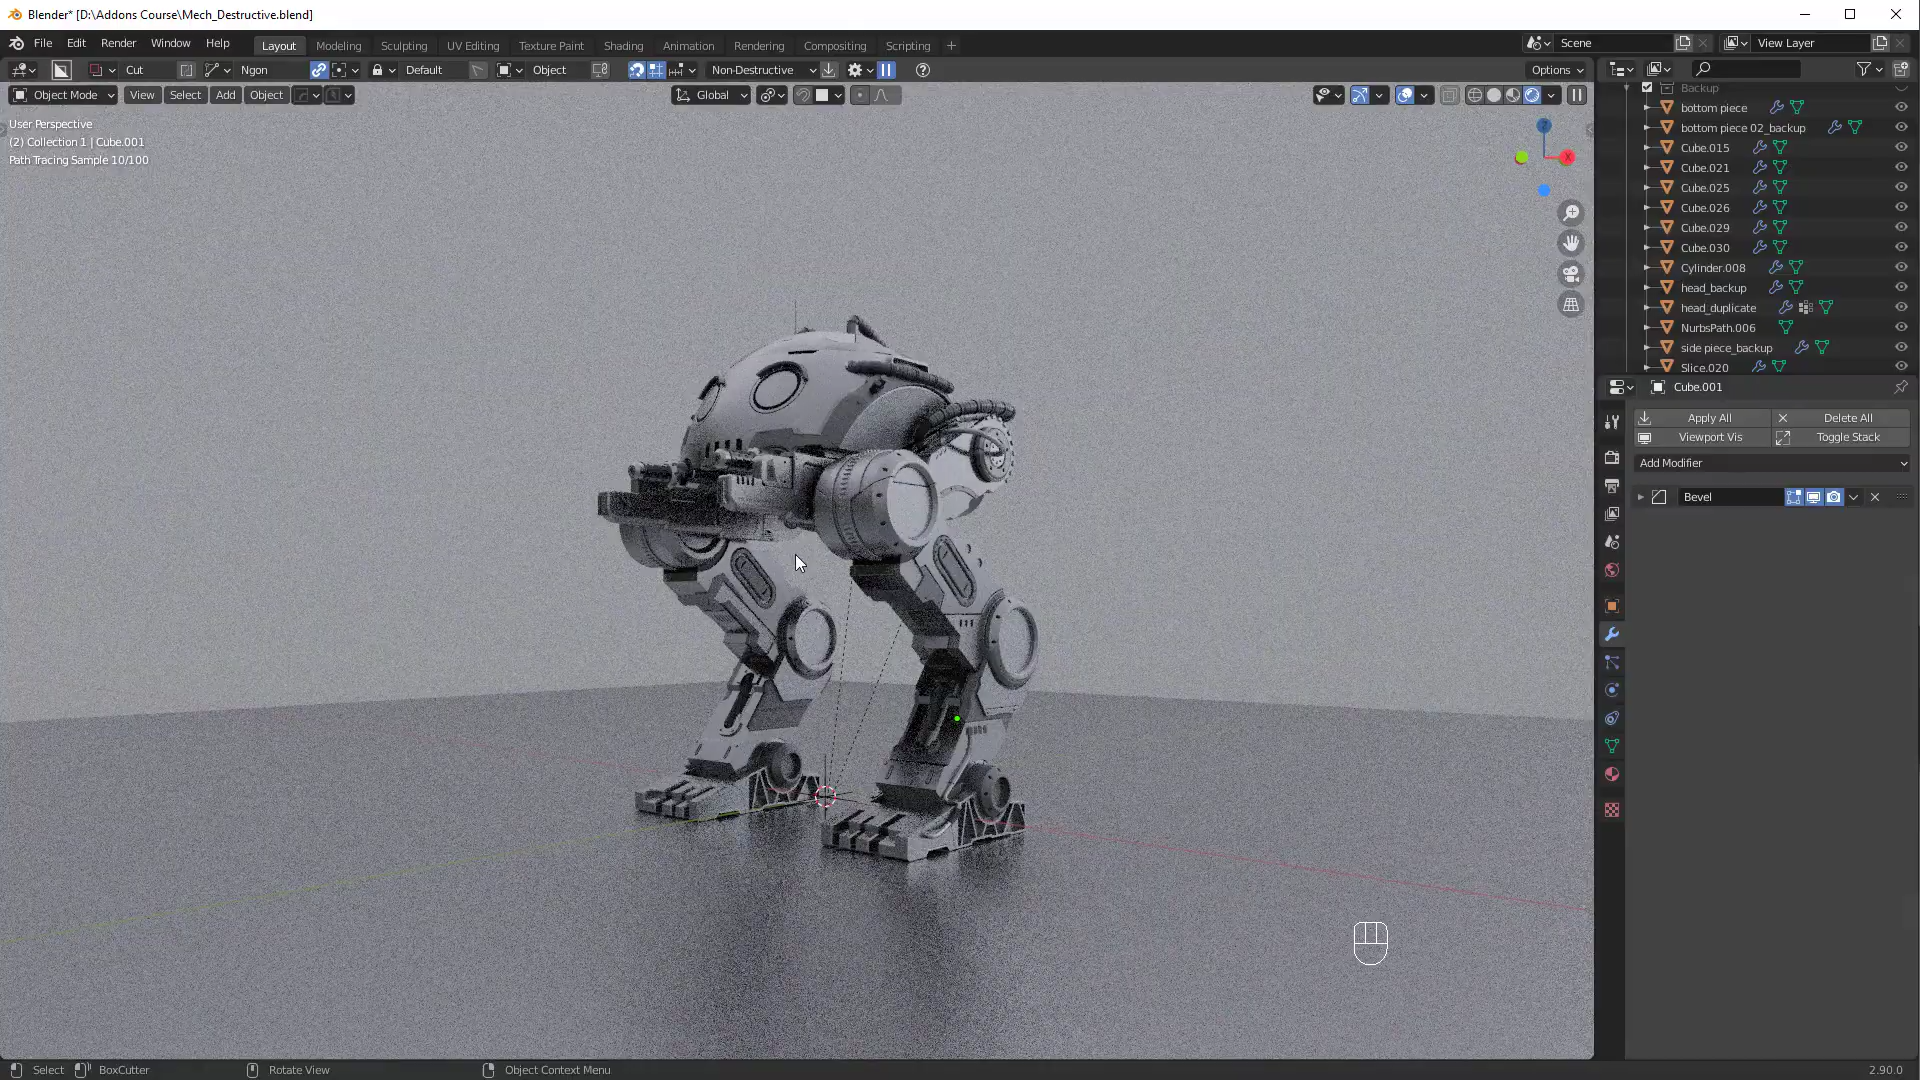 Blender* [D:\Addons Course\Mech_Destructive.blend]
File Edit Render Window Help Layout Modeling Sculpting UV Editing Texture Paint Shading Animation Rendering Compositing Scripting + Scene View Layer
Cut Ngon Default Object Non-Destructive Options
Object Mode View Select Add Object Global
User Perspective
(2) Collection 1 | Cube.001
Path Tracing Sample 10/100
Z
X
Backup
bottom piece
bottom piece 02_backup
Cube.015
Cube.021
Cube.025
Cube.026
Cube.029
Cube.030
Cylinder.008
head_backup
head_duplicate
NurbsPath.006
side piece_backup
Slice.020
Cube.001
Apply All Delete All
Viewport Vis Toggle Stack
Add Modifier
Bevel
Select BoxCutter Rotate View Object Context Menu 2.90.0